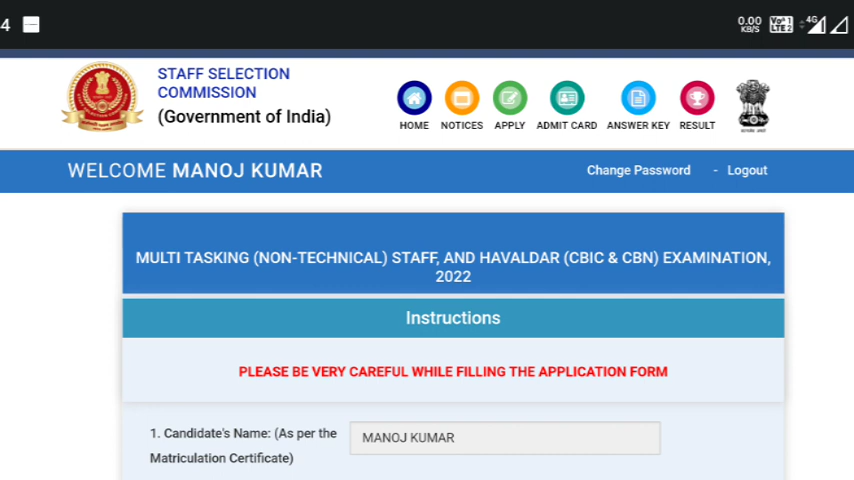 4
0.00
KB/S
Vo 1
LTE 2
4G
STAFF SELECTION
COMMISSION
(Government of India)
HOME
NOTICES
APPLY
ADMIT CARD
ANSWER KEY
RESULT
WELCOME MANOJ KUMAR
Change Password - Logout
MULTI TASKING (NON-TECHNICAL) STAFF, AND HAVALDAR (CBIC & CBN) EXAMINATION,
2022
Instructions
PLEASE BE VERY CAREFUL WHILE FILLING THE APPLICATION FORM
1. Candidate's Name: (As per the
Matriculation Certificate)
MANOJ KUMAR